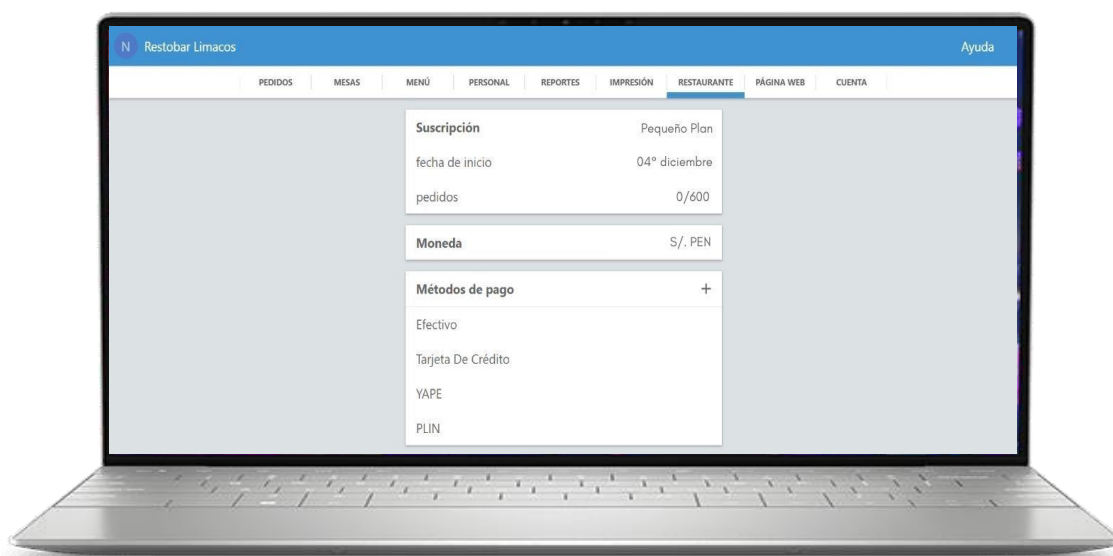 N Restobar Limacos Ayuda
PEDIDOS MESAS MENÚ PERSONAL REPORTES IMPRESIÓN RESTAURANTE PÁGINA WEB CUENTA
Suscripción Pequeño Plan
fecha de inicio 04° diciembre
pedidos 0/600
Moneda S/. PEN
Métodos de pago +
Efectivo
Tarjeta De Crédito
YAPE
PLIN